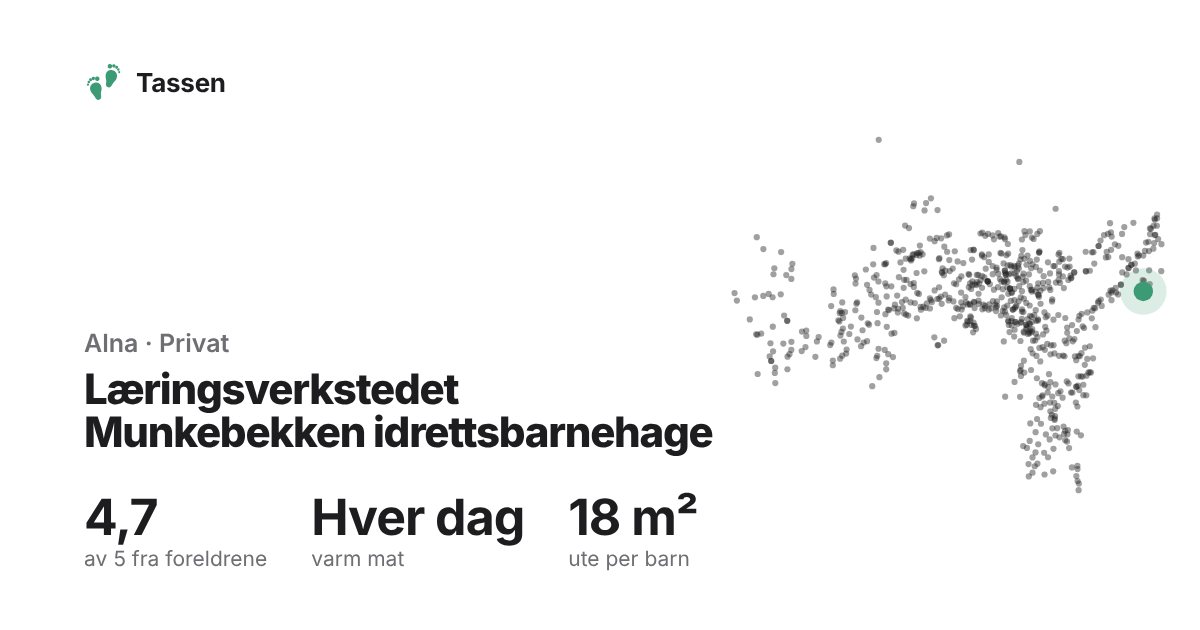 Tassen
Alna · Privat
Læringsverkstedet
Munkebekken idrettsbarnehage
4,7 Hver dag 18 m²
av 5 fra foreldrene varm mat ute per barn